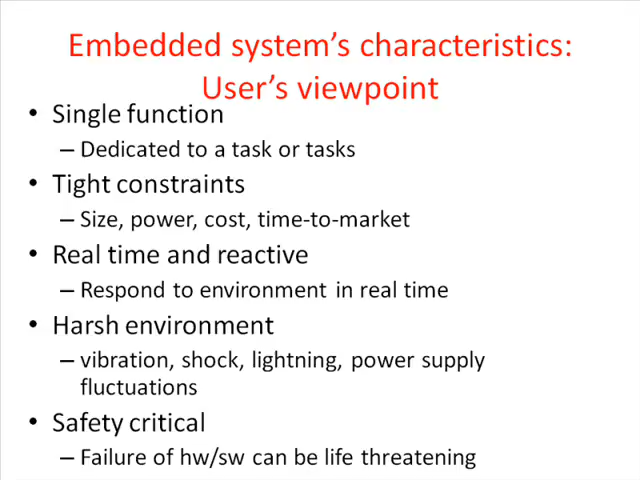 Embedded system's characteristics:
User's viewpoint
• Single function
– Dedicated to a task or tasks
• Tight constraints
– Size, power, cost, time-to-market
• Real time and reactive
– Respond to environment in real time
• Harsh environment
– vibration, shock, lightning, power supply
fluctuations
• Safety critical
– Failure of hw/sw can be life threatening